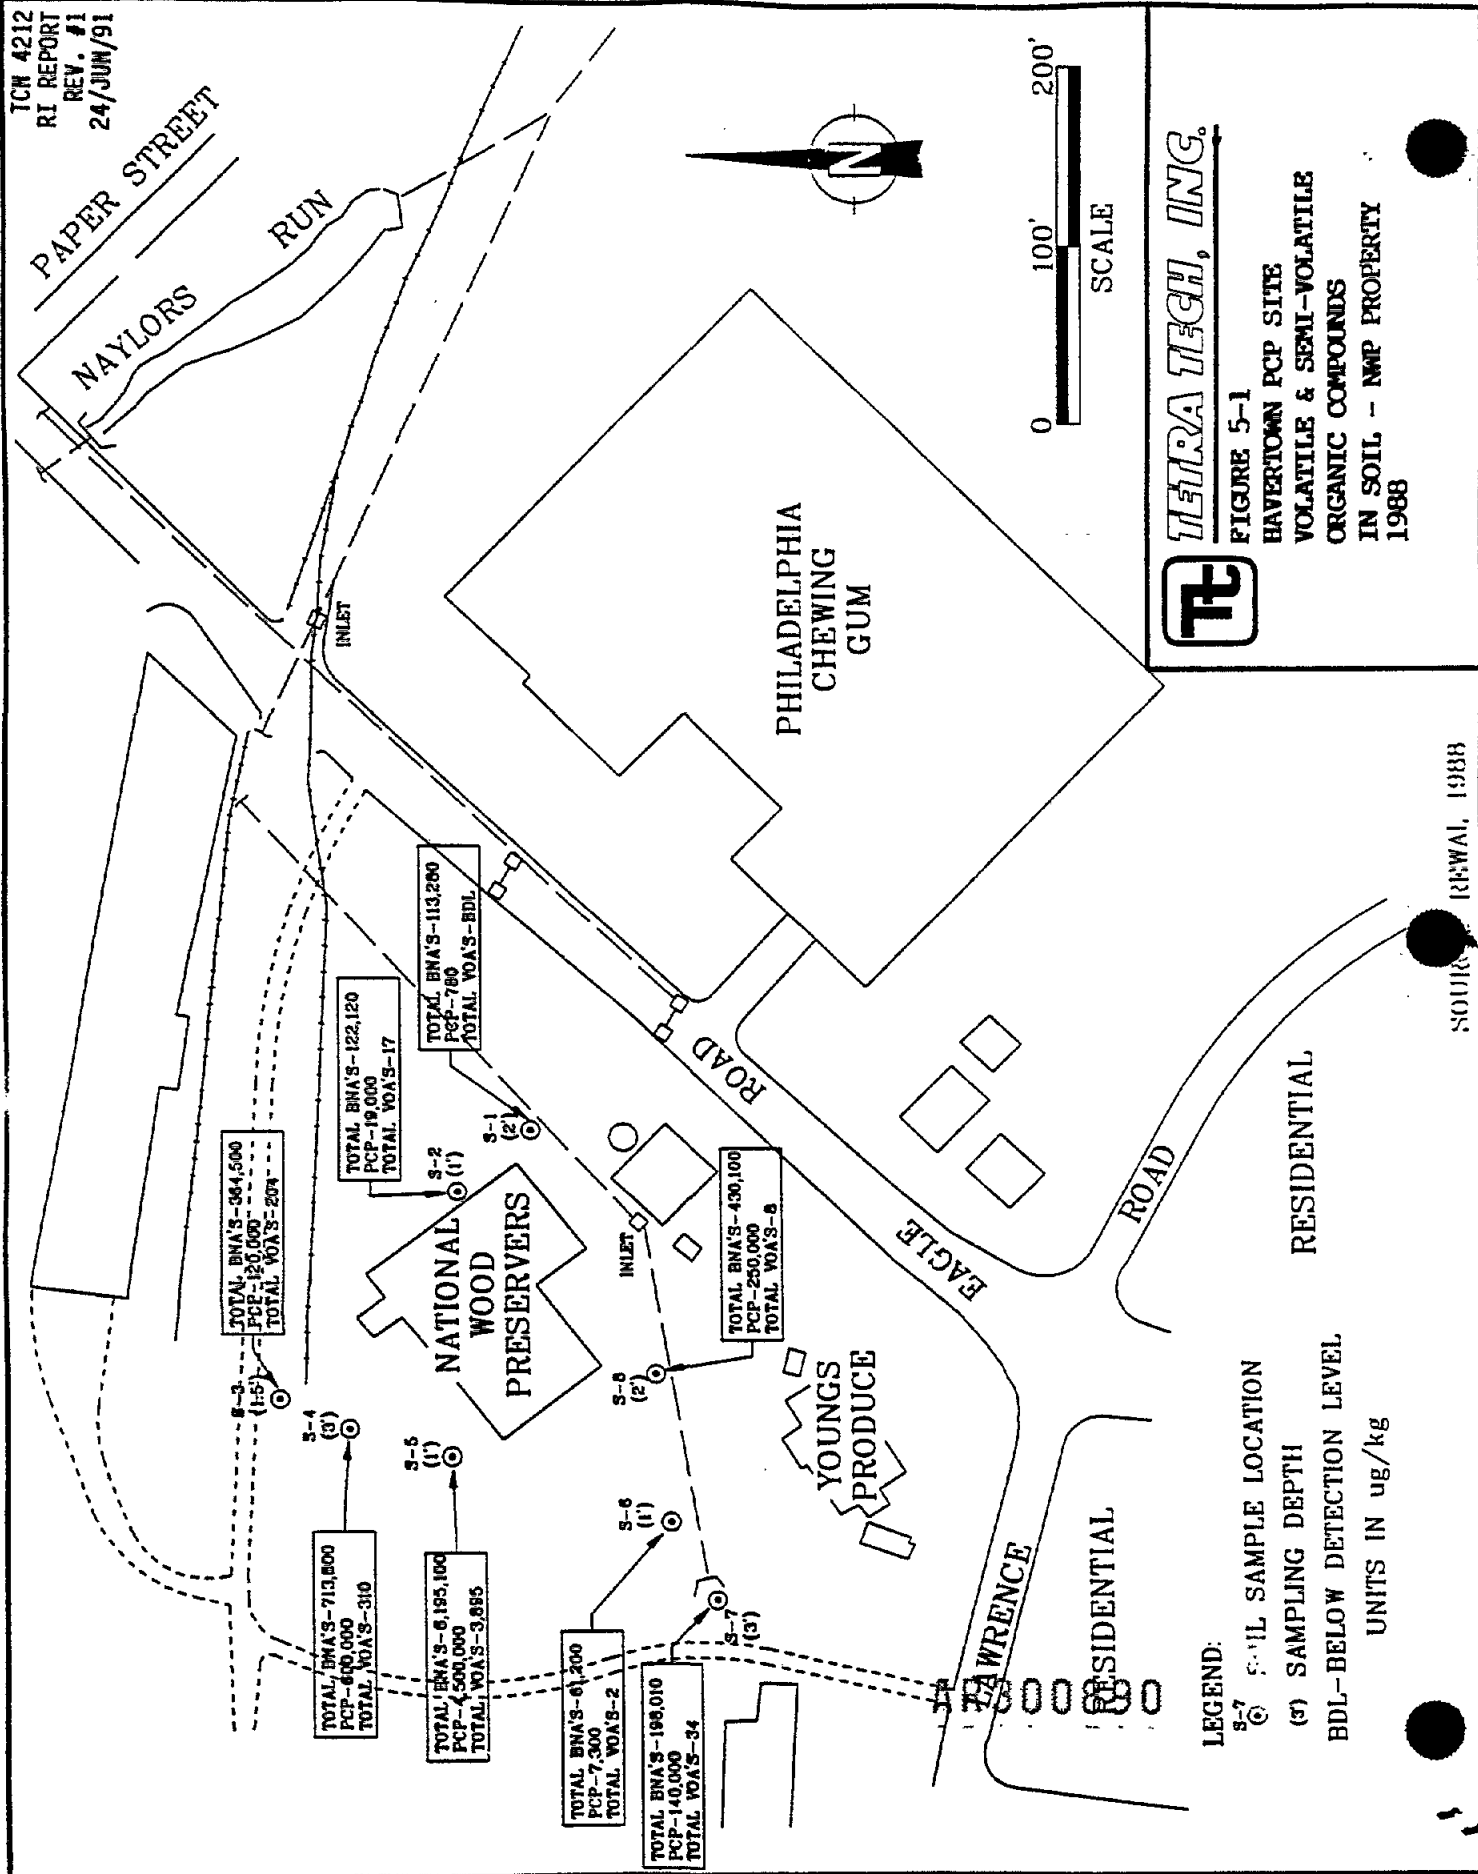 TCN 4212
RI REPORT
REV. #1
24/JUN/91
PAPER STREET
NAYLORS RUN
INLET
TOTAL BNA'S-364,500
PCP-120,000
TOTAL VOA'S-204
S-3
(1.5')
TOTAL BNA'S-122,120
PCP-19,000
TOTAL VOA'S-17
S-2
(1')
TOTAL BNA'S-113,280
PCP-780
TOTAL VOA'S-BDL
S-1
(2')
S-4
(3')
TOTAL BNA'S-713,800
PCP-600,000
TOTAL VOA'S-310
S-5
(1')
TOTAL BNA'S-6,195,100
PCP-4,500,000
TOTAL VOA'S-3,895
NATIONAL
WOOD
PRESERVERS
INLET
S-8
(2')
TOTAL BNA'S-430,100
PCP-250,000
TOTAL VOA'S-8
S-6
(1')
TOTAL BNA'S-61,200
PCP-7,300
TOTAL VOA'S-2
S-7
(3')
TOTAL BNA'S-198,010
PCP-140,000
TOTAL VOA'S-34
PHILADELPHIA
CHEWING
GUM
YOUNGS
PRODUCE
EAGLE ROAD
LAWRENCE ROAD
RESIDENTIAL
RESIDENTIAL
N
0 100' 200'
SCALE
LEGEND:
S-7
SAMPLE LOCATION
(3') SAMPLING DEPTH
BDL-BELOW DETECTION LEVEL
UNITS IN ug/kg
REWAI, 1988
Tt
TETRA TECH, INC.
FIGURE 5-1
HAVERTOWN PCP SITE
VOLATILE & SEMI-VOLATILE
ORGANIC COMPOUNDS
IN SOIL - NWP PROPERTY
1988